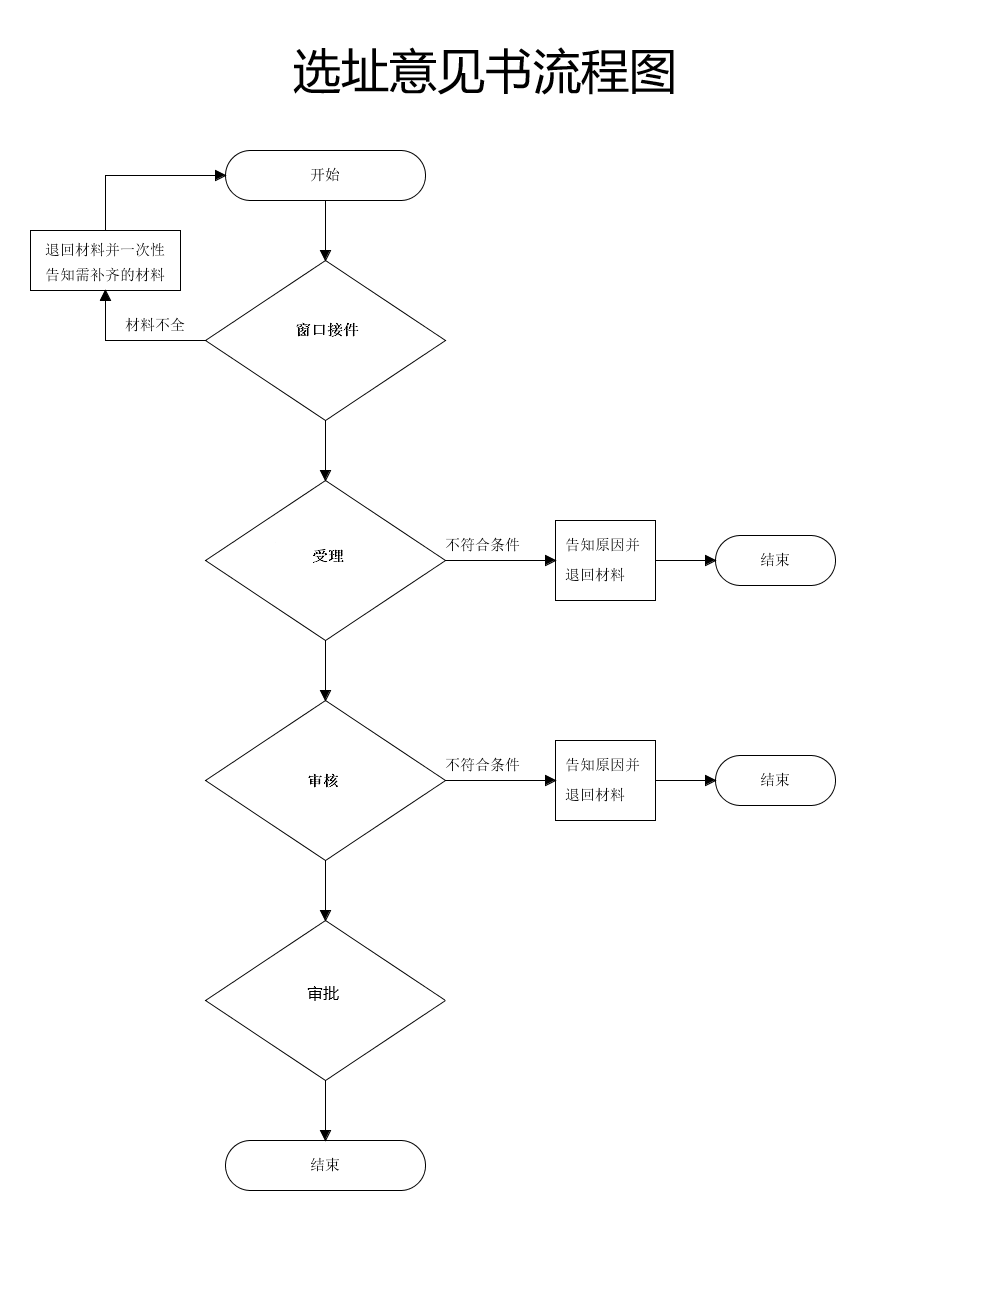 选址意见书流程图
开始
退回材料并一次性
告知需补齐的材料
材料不全
窗口接件
受理
不符合条件
告知原因并
退回材料
结束
审核
不符合条件
告知原因并
退回材料
结束
审批
结束